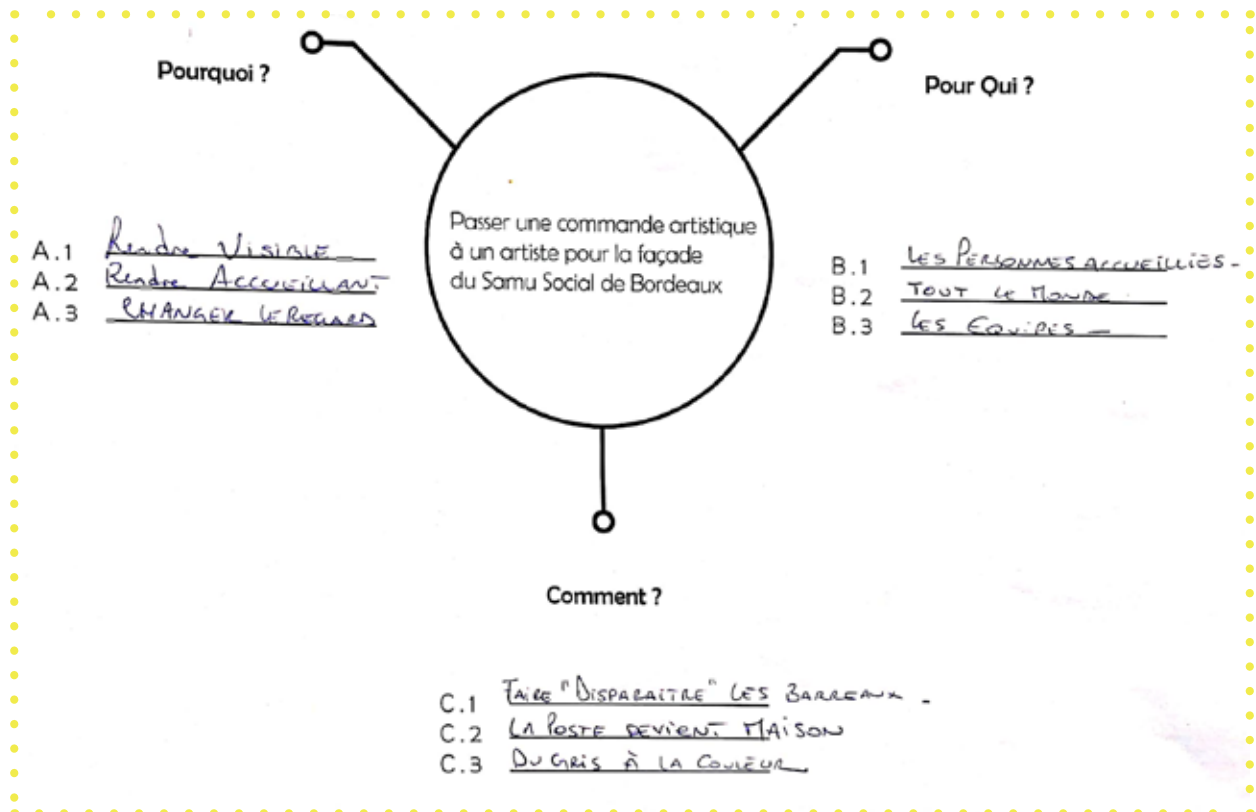 Pourquoi ?
Pour Qui ?
Passer une commande artistique
à un artiste pour la façade
du Samu Social de Bordeaux
A.1 Rendre VISIBLE
A.2 Rendre ACCUEILLANT
A.3 CHANGER LE REGARD
B.1 LES PERSONNES ACCUEILLIES -
B.2 TOUT LE MONDE
B.3 LES EQUIPES -
Comment ?
C.1 FAIRE "DISPARAITRE" LES BARREAUX -
C.2 LA POSTE DEVIENT MAISON
C.3 DU GRIS À LA COULEUR